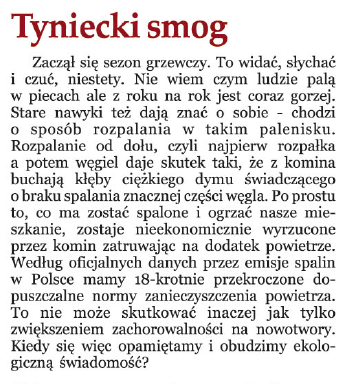 Tyniecki smog
Zaczął się sezon grzewczy. To widać, słychać
i czuć, niestety. Nie wiem czym ludzie palą
w piecach ale z roku na rok jest coraz gorzej.
Stare nawyki też dają znać o sobie - chodzi
o sposób rozpalania w takim palenisku.
Rozpalanie od dołu, czyli najpierw rozpałka
a potem węgiel daje skutek taki, że z komina
buchają kłęby ciężkiego dymu świadczącego
o braku spalania znacznej części węgla. Po prostu
to, co ma zostać spalone i ogrzać nasze mie-
szkanie, zostaje nieekonomicznie wyrzucone
przez komin zatruwając na dodatek powietrze.
Według oficjalnych danych przez emisje spalin
w Polsce mamy 18-krotnie przekroczone do-
puszczalne normy zanieczyszczenia powietrza.
To nie może skutkować inaczej jak tylko
zwiększeniem zachorowalności na nowotwory.
Kiedy się więc opamiętamy i obudzimy ekolo-
giczną świadomość?